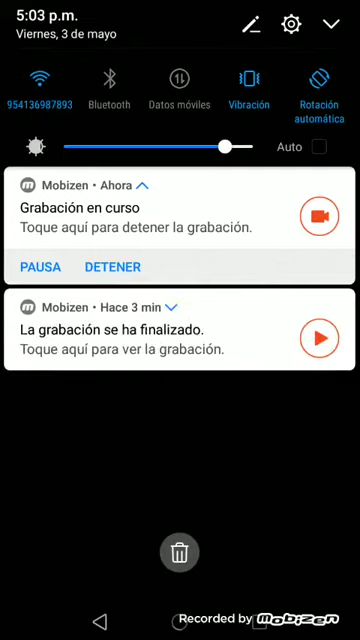 5:03 p.m.
Viernes, 3 de mayo
954136987893
Bluetooth
Datos móviles
Vibración
Rotación automática
Auto
Mobizen • Ahora
Grabación en curso
Toque aquí para detener la grabación.
PAUSA DETENER
Mobizen • Hace 3 min
La grabación se ha finalizado.
Toque aquí para ver la grabación.
Recorded by Mobizen